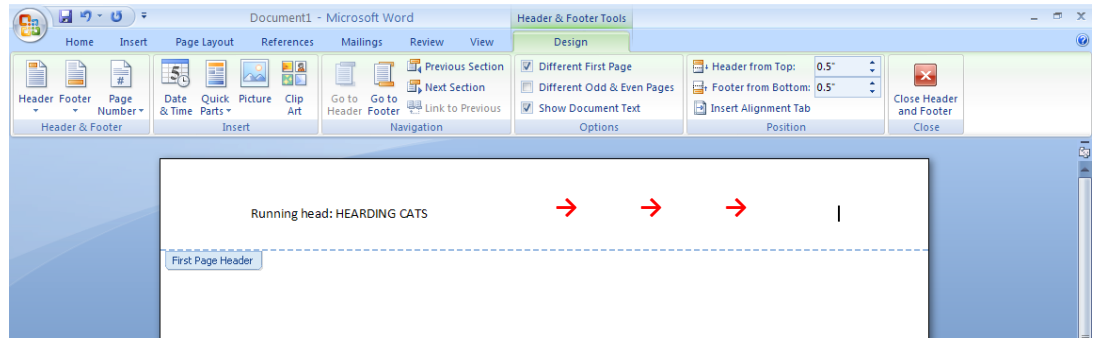 Document1 - Microsoft Word
Header & Footer Tools
Home Insert Page Layout References Mailings Review View Design
Header Footer Page Number
Date & Time Quick Parts Picture Clip Art
Go to Header Go to Footer
Previous Section
Next Section
Link to Previous
Different First Page
Different Odd & Even Pages
Show Document Text
Header from Top: 0.5"
Footer from Bottom: 0.5"
Insert Alignment Tab
Close Header and Footer
Header & Footer Insert Navigation Options Position Close
Running head: HEARDING CATS
First Page Header